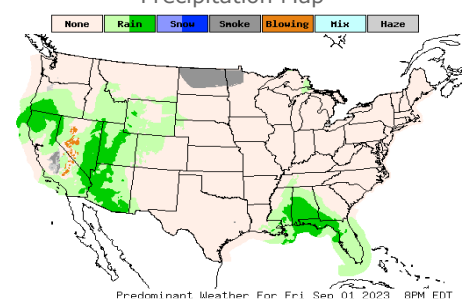 Precipitation Map
None Rain Snow Smoke Blowing Mix Haze
Predominant Weather For Fri Sep 01 2023 8PM EDT